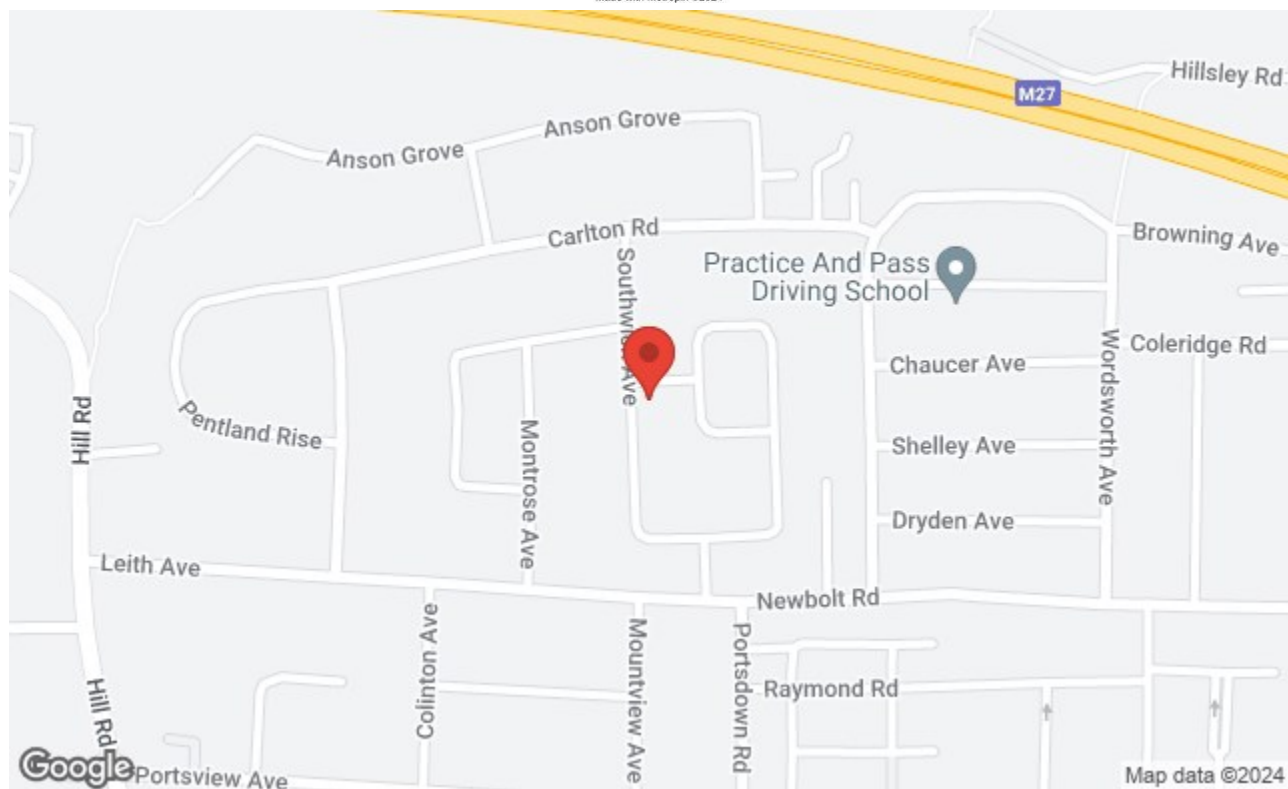 Hillsley Rd
M27
Anson Grove
Anson Grove
Carlton Rd
Browning Ave
Practice And Pass
Driving School
Coleridge Rd
Chaucer Ave
Wordsworth Ave
Pentland Rise
Hill Rd
Montrose Ave
Shelley Ave
Dryden Ave
Leith Ave
Newbolt Rd
Colinton Ave
Mountview Ave
Portsdown Rd
Raymond Rd
Hill Rd
Google
Portsview Ave
Map data ©2024